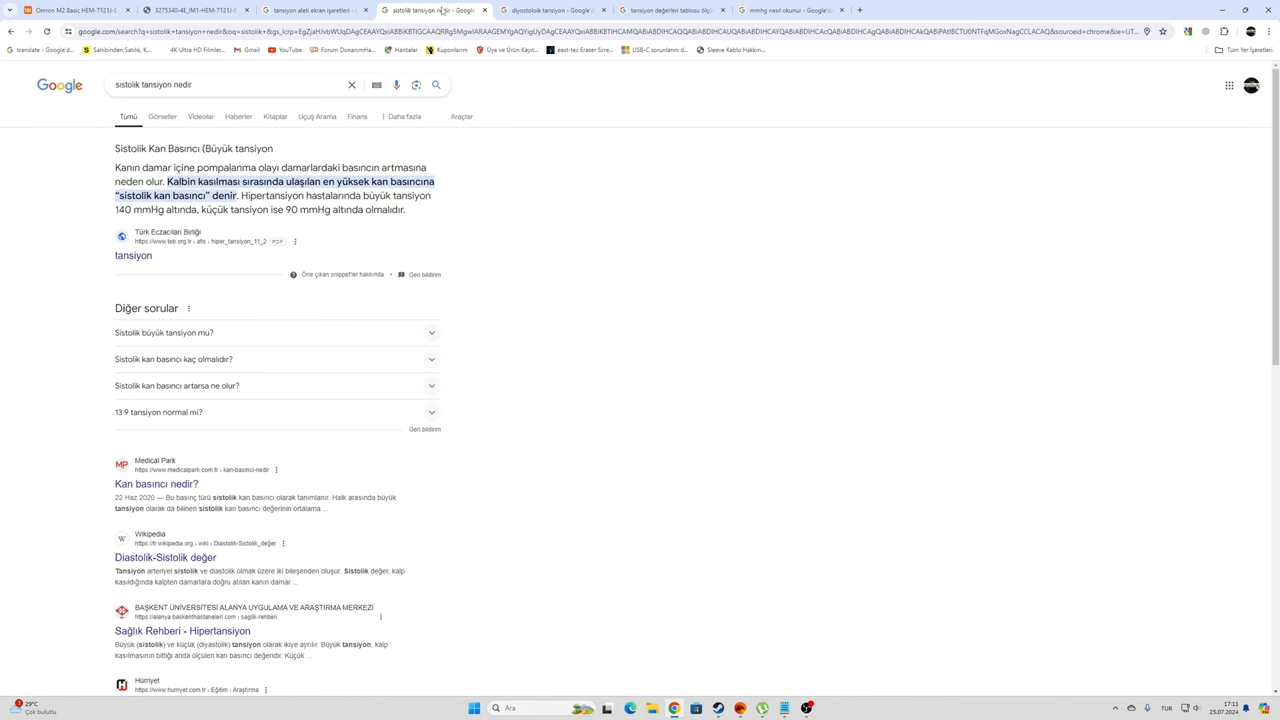 Omron M2 Basic HEM-7121J-E
3275340-4E_IM1-HEM-7121J-E
tansiyon aleti ekran işaretleri -
sistolik tansiyon nedir - Google
diyostoloik tansiyon - Google'd
tansiyon değerleri tablosu ölçü
mmhg nasıl okunur - Google'd
translate - Google'd...
Sahibinden Satılık, K...
4K Ultra HD Filmler...
Gmail
YouTube
Forum DonanımHa...
Haritalar
Kuponlarım
Üye ve Ürün Kayıt...
east-tec Eraser Scre...
USB-C sorunlarını d...
Sleeve Kablo Hakkın...
Tüm Yer İşaretleri
Google
sistolik tansiyon nedir
Tümü
Görseller
Videolar
Haberler
Kitaplar
Uçuş Arama
Finans
Daha fazla
Araçlar
Sistolik Kan Basıncı (Büyük tansiyon
Kanın damar içine pompalanma olayı damarlardaki basıncın artmasına
neden olur. Kalbin kasılması sırasında ulaşılan en yüksek kan basıncına
“sistolik kan basıncı” denir. Hipertansiyon hastalarında büyük tansiyon
140 mmHg altında, küçük tansiyon ise 90 mmHg altında olmalıdır.
Türk Eczacıları Birliği
https://www.teb.org.tr › afis › hiper_tansiyon_11_2 PDF
tansiyon
Öne çıkan snippet'ler hakkında • Geri bildirim
Diğer sorular
Sistolik büyük tansiyon mu?
Sistolik kan basıncı kaç olmalıdır?
Sistolik kan basıncı artarsa ne olur?
13 9 tansiyon normal mi?
Geri bildirim
Medical Park
https://www.medicalpark.com.tr › kan-basinci-nedir
Kan basıncı nedir?
22 Haz 2020 — Bu basınç türü sistolik kan basıncı olarak tanımlanır. Halk arasında büyük
tansiyon olarak da bilinen sistolik kan basıncı değerinin ortalama ...
Wikipedia
https://tr.wikipedia.org › wiki › Diastolik-Sistolik_değer
Diastolik-Sistolik değer
Tansiyon arteriyel sistolik ve diastolik olmak üzere iki bileşenden oluşur. Sistolik değer, kalp
kasıldığında kalpten damarlara doğru atılan kanın damar ...
BAŞKENT ÜNİVERSİTESİ ALANYA UYGULAMA VE ARAŞTIRMA MERKEZİ
https://alanya.baskenthastaneleri.com › saglik-rehberi
Sağlık Rehberi - Hipertansiyon
Büyük (sistolik) ve küçük (diyastolik) tansiyon olarak ikiye ayrılır. Büyük tansiyon, kalp
kasılmasının bittiği anda ölçülen kan basıncı değeridir. Küçük ...
Hürriyet
https://www.hurriyet.com.tr › Eğitim › Araştırma
29°C
Çok bulutlu
Ara
TUR
17:11
25.07.2024